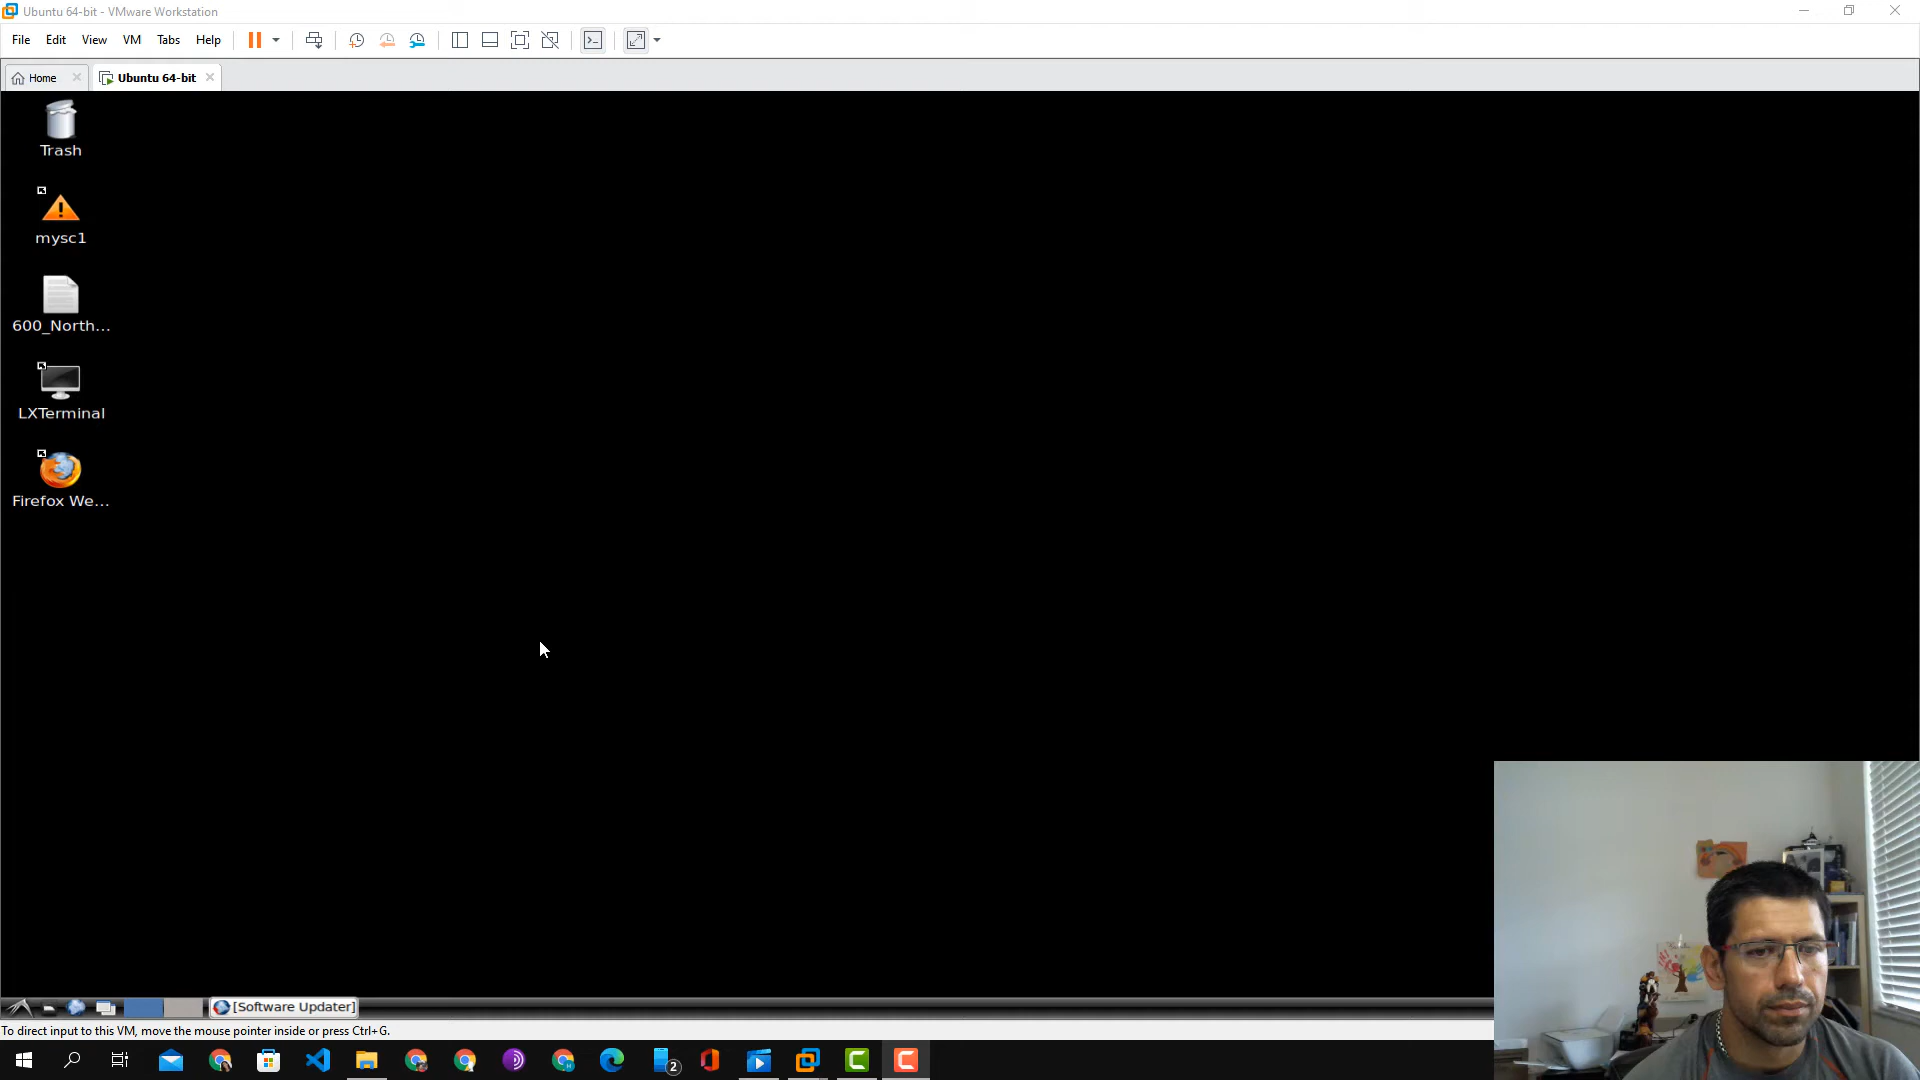 Ubuntu 64-bit - VMware Workstation
File Edit View VM Tabs Help
Home
Ubuntu 64-bit
Trash
mysc1
600_North...
LXTerminal
Firefox We...
[Software Updater]
To direct input to this VM, move the mouse pointer inside or press Ctrl+G.
2